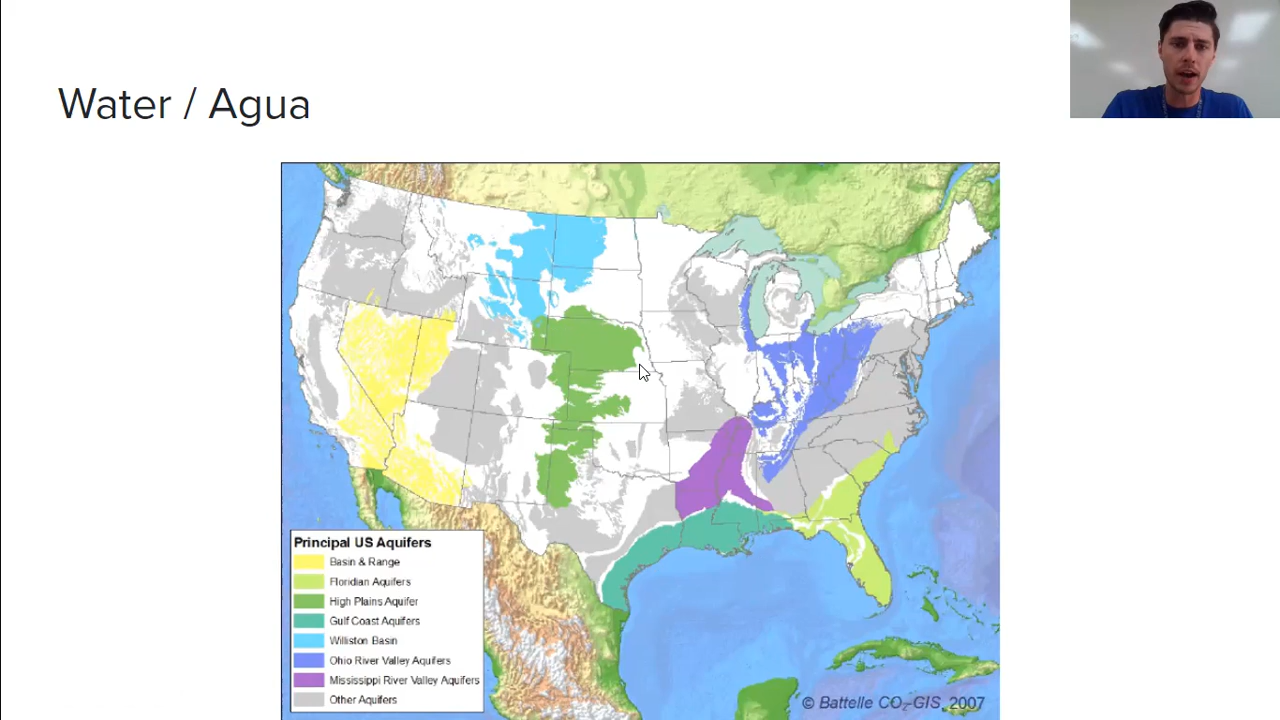 Water / Agua
Principal US Aquifers
Basin & Range
Floridian Aquifers
High Plains Aquifer
Gulf Coast Aquifers
Williston Basin
Ohio River Valley Aquifers
Mississippi River Valley Aquifers
Other Aquifers
© Battelle CO₂-GIS, 2007